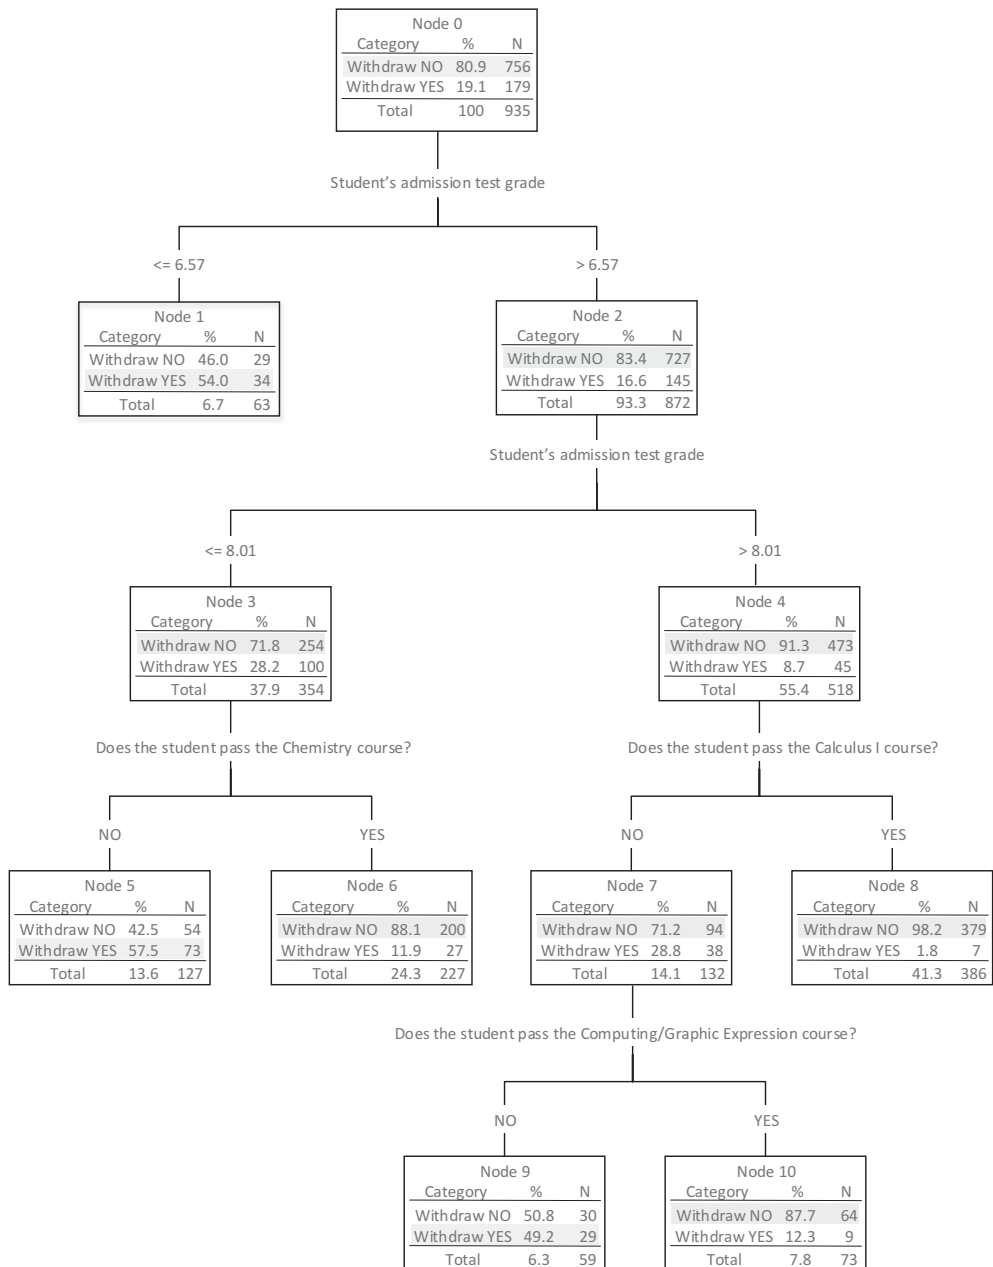 Node 0
Category % N
Withdraw NO 80.9 756
Withdraw YES 19.1 179
Total 100 935
Student's admission test grade
<= 6.57
> 6.57
Node 1
Category % N
Withdraw NO 46.0 29
Withdraw YES 54.0 34
Total 6.7 63
Node 2
Category % N
Withdraw NO 83.4 727
Withdraw YES 16.6 145
Total 93.3 872
Student's admission test grade
<= 8.01
> 8.01
Node 3
Category % N
Withdraw NO 71.8 254
Withdraw YES 28.2 100
Total 37.9 354
Node 4
Category % N
Withdraw NO 91.3 473
Withdraw YES 8.7 45
Total 55.4 518
Does the student pass the Chemistry course?
Does the student pass the Calculus I course?
NO
YES
NO
YES
Node 5
Category % N
Withdraw NO 42.5 54
Withdraw YES 57.5 73
Total 13.6 127
Node 6
Category % N
Withdraw NO 88.1 200
Withdraw YES 11.9 27
Total 24.3 227
Node 7
Category % N
Withdraw NO 71.2 94
Withdraw YES 28.8 38
Total 14.1 132
Node 8
Category % N
Withdraw NO 98.2 379
Withdraw YES 1.8 7
Total 41.3 386
Does the student pass the Computing/Graphic Expression course?
NO
YES
Node 9
Category % N
Withdraw NO 50.8 30
Withdraw YES 49.2 29
Total 6.3 59
Node 10
Category % N
Withdraw NO 87.7 64
Withdraw YES 12.3 9
Total 7.8 73